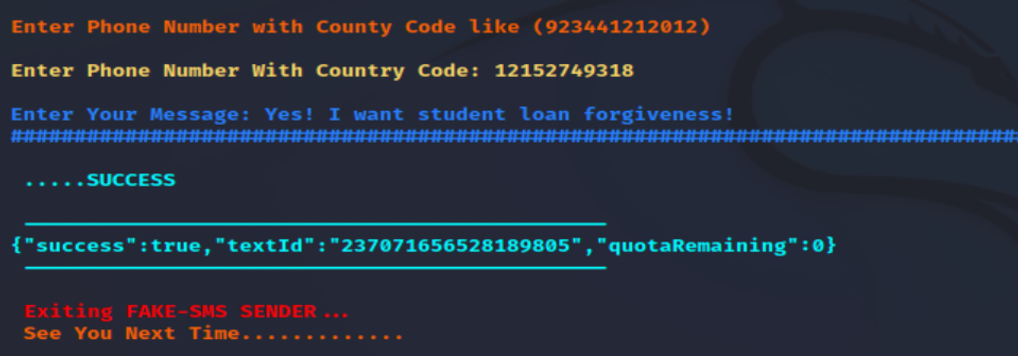 Enter Phone Number with County Code like (923441212012)
Enter Phone Number With Country Code: 12152749318
Enter Your Message: Yes! I want student loan forgiveness!
################################################################################
.....SUCCESS
{"success":true,"textId":"237071656528189805","quotaRemaining":0}
Exiting FAKE-SMS SENDER...
See You Next Time.............